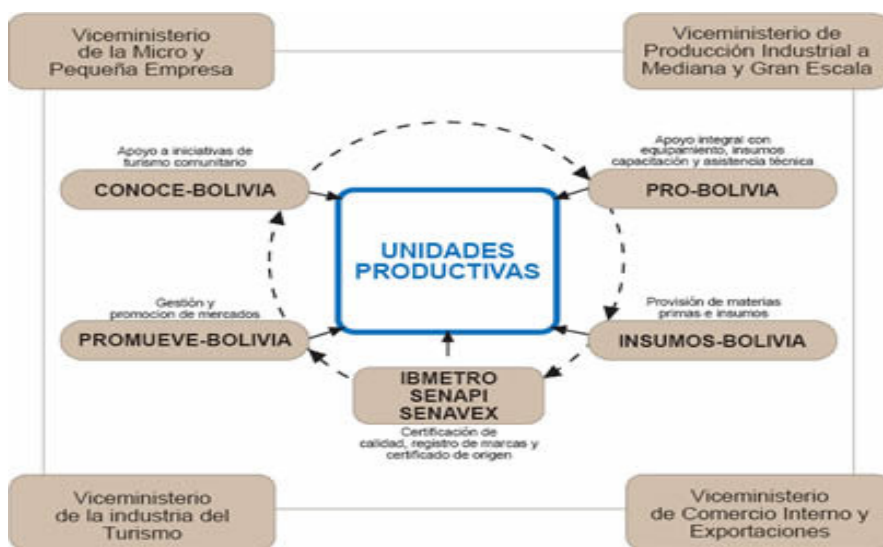 Viceministerio
de la Micro y
Pequeña Empresa
Viceministerio de
Producción Industrial a
Mediana y Gran Escala
Apoyo a iniciativas de
turismo comunitario
CONOCE-BOLIVIA
Apoyo integral con
equipamiento, insumos
capacitación y asistencia técnica
PRO-BOLIVIA
UNIDADES
PRODUCTIVAS
Gestión y
promocion de mercados
PROMUEVE-BOLIVIA
Provisión de materias
primas e insumos
INSUMOS-BOLIVIA
IBMETRO
SENAPI
SENAVEX
Certificación de
calidad, registro de marcas y
certificado de origen
Viceministerio
de la industria del
Turismo
Viceministerio
de Comercio Interno y
Exportaciones